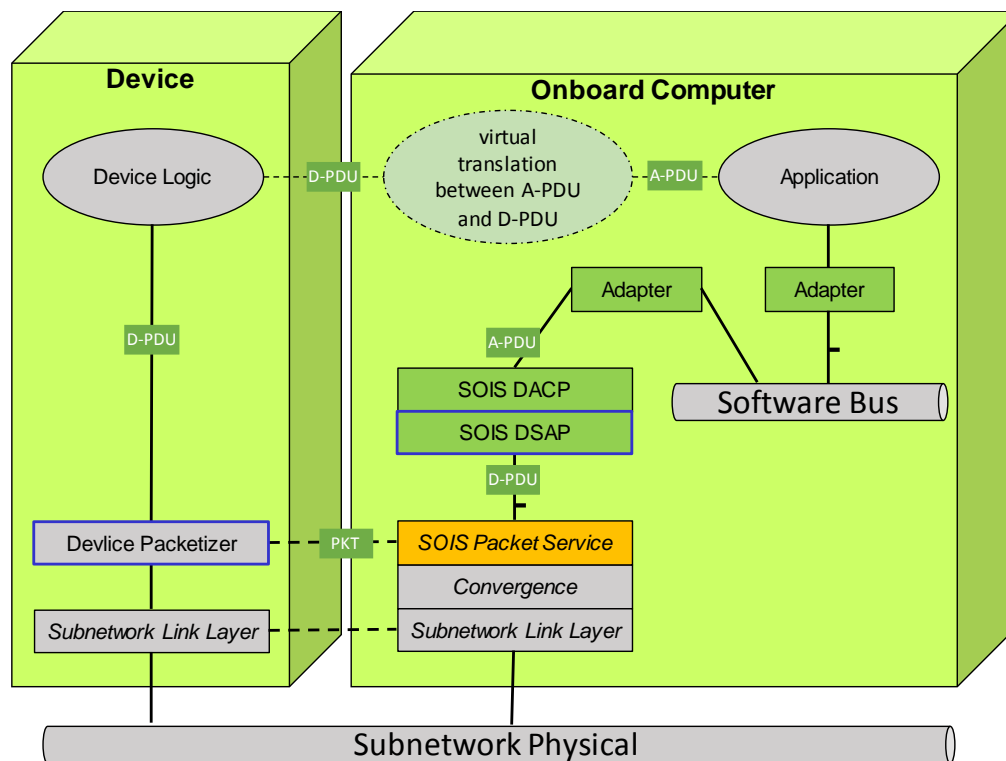 Device
Onboard Computer
Device Logic
D-PDU
virtual
translation
between A-PDU
and D-PDU
A-PDU
Application
Adapter
Adapter
D-PDU
A-PDU
SOIS DACP
Software Bus
SOIS DSAP
D-PDU
Devlice Packetizer
PKT
SOIS Packet Service
Convergence
Subnetwork Link Layer
Subnetwork Link Layer
Subnetwork Physical